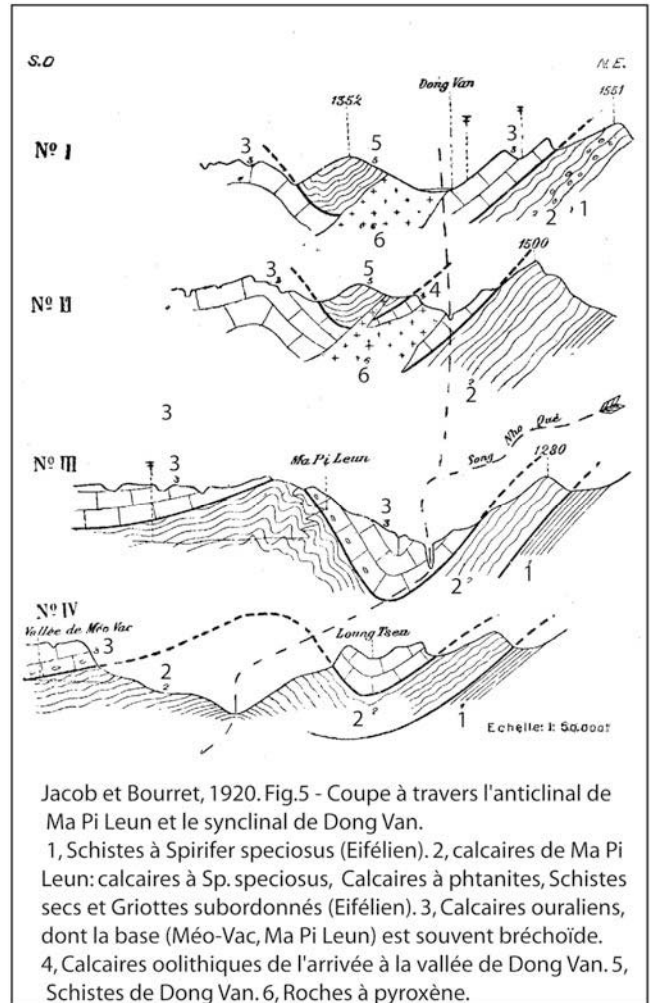 S.O N.E.
Dong Van
1352 1551
Nº I
3 5 3
6 2 1
1500
Nº II
3 5 4
6 2
3
Song Nho Qué
Nº III
3 Ma Pi Leun 3 1280
2 1
Nº IV
Vallée de Méo Vac Loung Tsen
3
2 2 1
Echelle: 1: 50.000e
Jacob et Bourret, 1920. Fig.5 - Coupe à travers l'anticlinal de
Ma Pi Leun et le synclinal de Dong Van.
1, Schistes à Spirifer speciosus (Eifélien). 2, calcaires de Ma Pi
Leun: calcaires à Sp. speciosus, Calcaires à phtanites, Schistes
secs et Griottes subordonnés (Eifélien). 3, Calcaires ouraliens,
dont la base (Méo-Vac, Ma Pi Leun) est souvent bréchoïde.
4, Calcaires oolithiques de l'arrivée à la vallée de Dong Van. 5,
Schistes de Dong Van. 6, Roches à pyroxène.